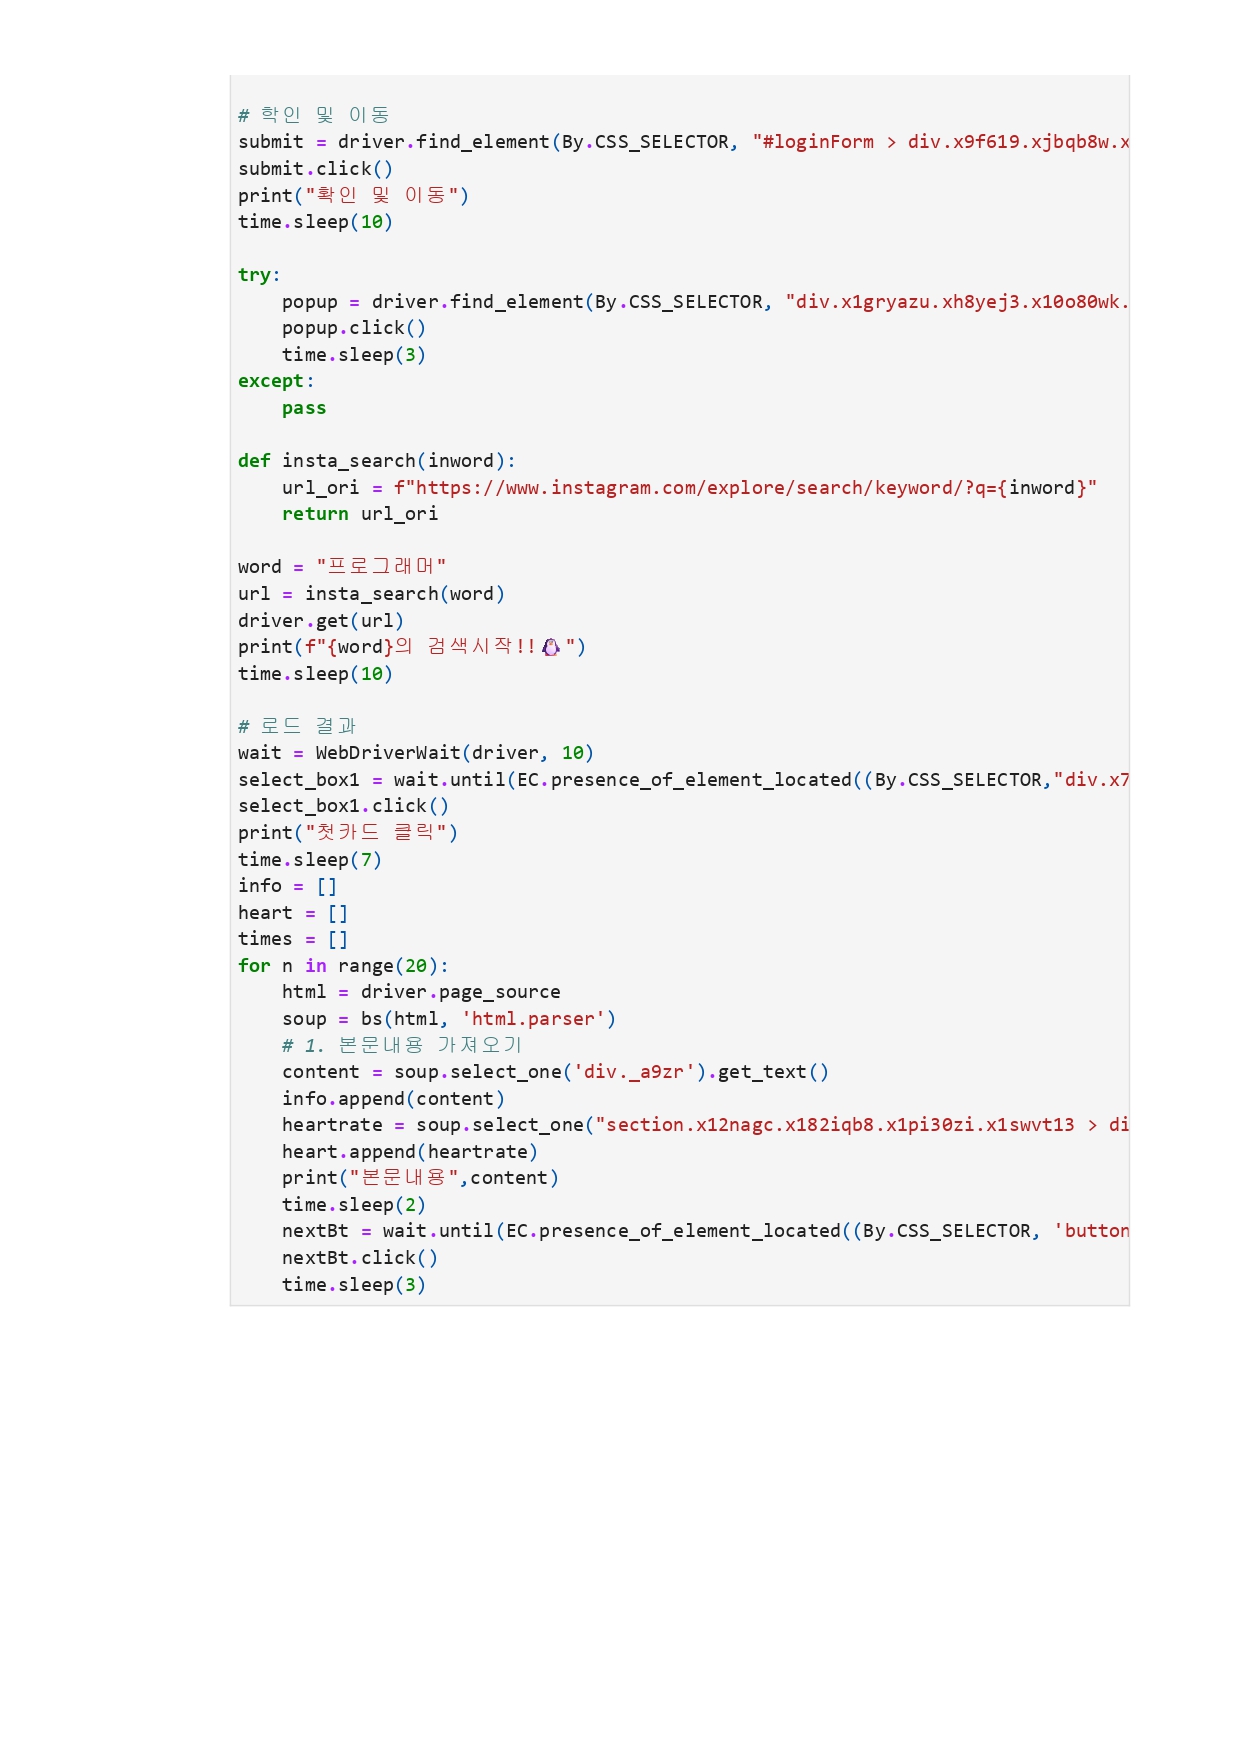 # 학인 및 이동
submit = driver.find_element(By.CSS_SELECTOR, "#loginForm > div.x9f619.xjbqb8w.x
submit.click()
print("확인 및 이동")
time.sleep(10)
try:
    popup = driver.find_element(By.CSS_SELECTOR, "div.x1gryazu.xh8yej3.x10o80wk.
    popup.click()
    time.sleep(3)
except:
    pass
def insta_search(inword):
    url_ori = f"https://www.instagram.com/explore/search/keyword/?q={inword}"
    return url_ori
word = "프로그래머"
url = insta_search(word)
driver.get(url)
print(f"{word}의 검색시작!!🐧")
time.sleep(10)
# 로드 결과
wait = WebDriverWait(driver, 10)
select_box1 = wait.until(EC.presence_of_element_located((By.CSS_SELECTOR,"div.x7
select_box1.click()
print("첫카드 클릭")
time.sleep(7)
info = []
heart = []
times = []
for n in range(20):
    html = driver.page_source
    soup = bs(html, 'html.parser')
    # 1. 본문내용 가져오기
    content = soup.select_one('div._a9zr').get_text()
    info.append(content)
    heartrate = soup.select_one("section.x12nagc.x182iqb8.x1pi30zi.x1swvt13 > di
    heart.append(heartrate)
    print("본문내용",content)
    time.sleep(2)
    nextBt = wait.until(EC.presence_of_element_located((By.CSS_SELECTOR, 'button
    nextBt.click()
    time.sleep(3)